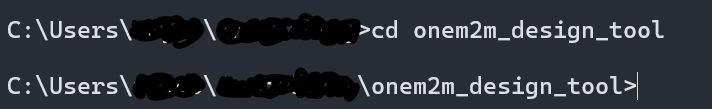 C:\Users\ \ >cd onem2m_design_tool
C:\Users\ \ \onem2m_design_tool>